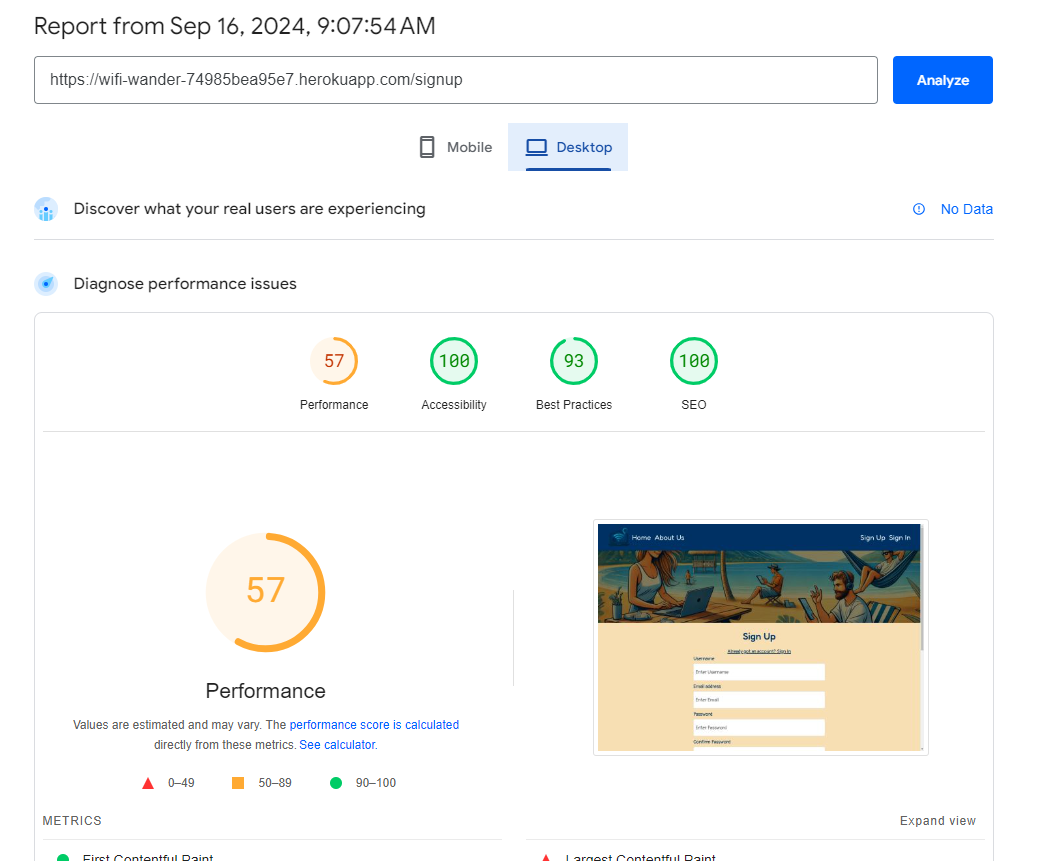 Report from Sep 16, 2024, 9:07:54 AM
https://wifi-wander-74985bea95e7.herokuapp.com/signup
Analyze
Mobile
Desktop
Discover what your real users are experiencing
No Data
Diagnose performance issues
57
100
93
100
Performance
Accessibility
Best Practices
SEO
57
Performance
Values are estimated and may vary. The performance score is calculated
directly from these metrics. See calculator.
0–49
50–89
90–100
Home About Us
Sign Up Sign In
Sign Up
Already got an account? Sign In
Username
Enter Username
Email address
Enter Email
Password
Enter Password
Confirm Password
METRICS
Expand view
First Contentful Paint
Largest Contentful Paint